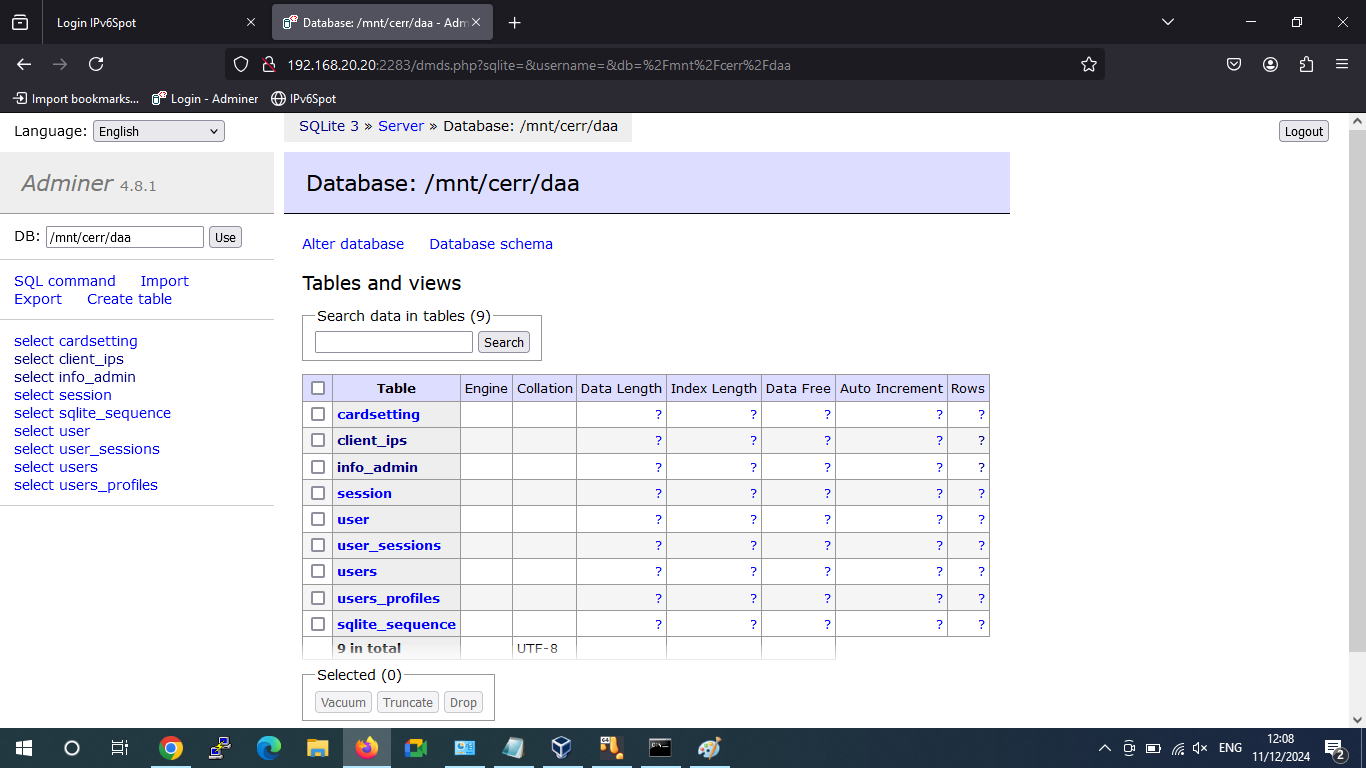 Login IPv6Spot
Database: /mnt/cerr/daa - Adm
192.168.20.20:2283/dmds.php?sqlite=&username=&db=%2Fmnt%2Fcerr%2Fdaa
Import bookmarks... Login - Adminer IPv6Spot
Language: English
SQLite 3 » Server » Database: /mnt/cerr/daa
Logout
Adminer 4.8.1
Database: /mnt/cerr/daa
DB: /mnt/cerr/daa Use
SQL command Import
Export Create table
select cardsetting
select client_ips
select info_admin
select session
select sqlite_sequence
select user
select user_sessions
select users
select users_profiles
Alter database Database schema
Tables and views
Search data in tables (9)
Search
Table Engine Collation Data Length Index Length Data Free Auto Increment Rows
cardsetting ? ? ? ? ?
client_ips ? ? ? ? ?
info_admin ? ? ? ? ?
session ? ? ? ? ?
user ? ? ? ? ?
user_sessions ? ? ? ? ?
users ? ? ? ? ?
users_profiles ? ? ? ? ?
sqlite_sequence ? ? ? ? ?
9 in total UTF-8
Selected (0)
Vacuum Truncate Drop
ENG
12:08
11/12/2024
2